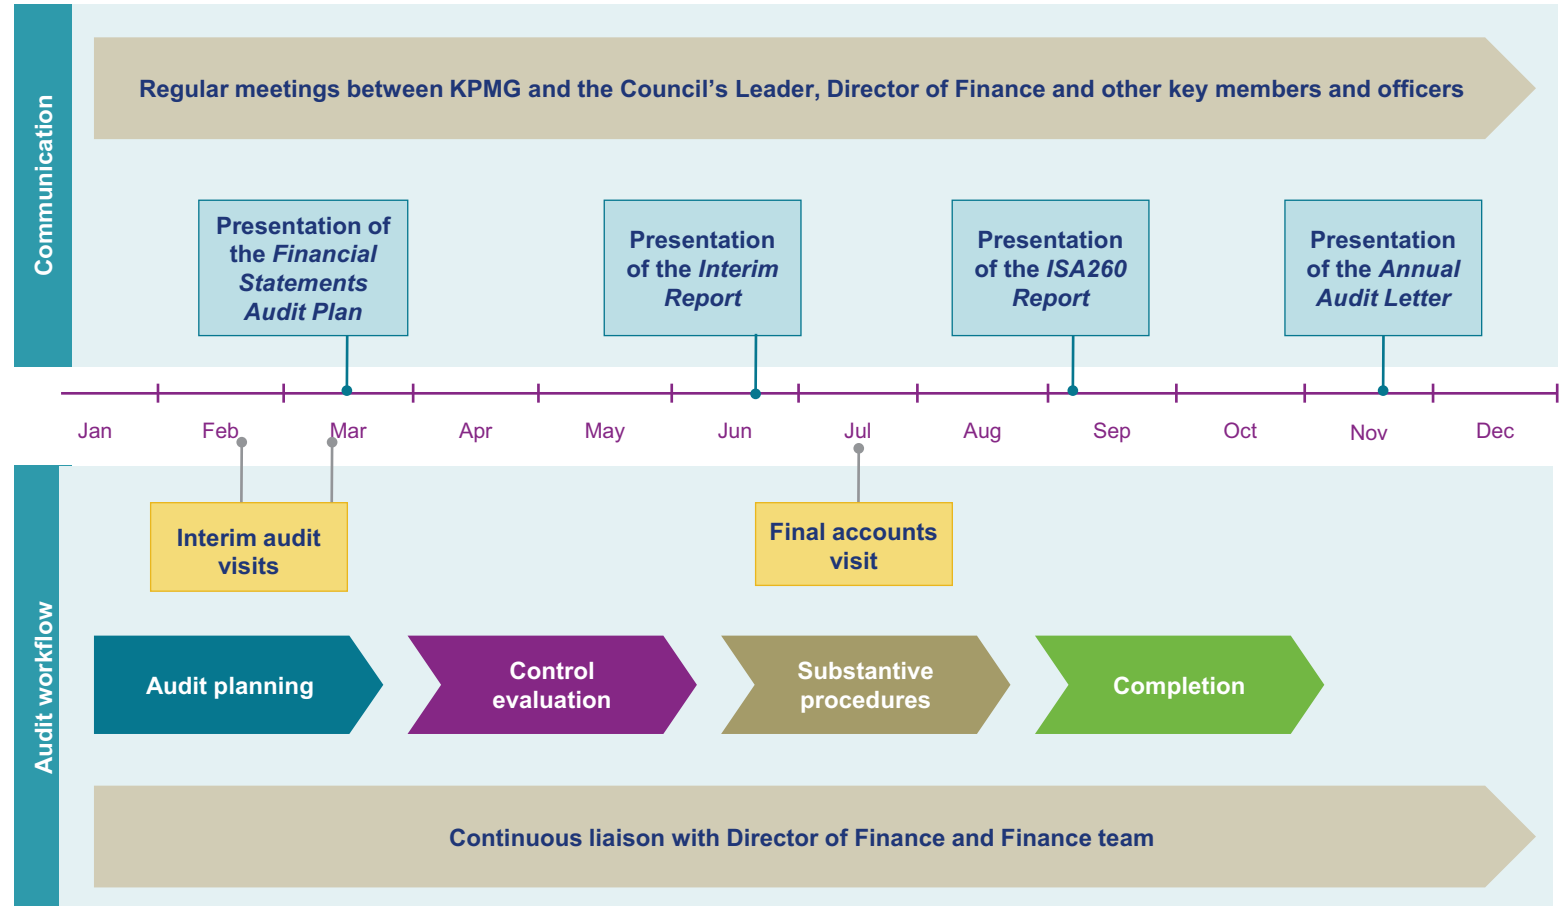 Communication
Regular meetings between KPMG and the Council's Leader, Director of Finance and other key members and officers
Presentation of
the Financial
Statements
Audit Plan
Presentation
of the Interim
Report
Presentation
of the ISA260
Report
Presentation
of the Annual
Audit Letter
Jan Feb Mar Apr May Jun Jul Aug Sep Oct Nov Dec
Audit workflow
Interim audit
visits
Final accounts
visit
Audit planning
Control
evaluation
Substantive
procedures
Completion
Continuous liaison with Director of Finance and Finance team